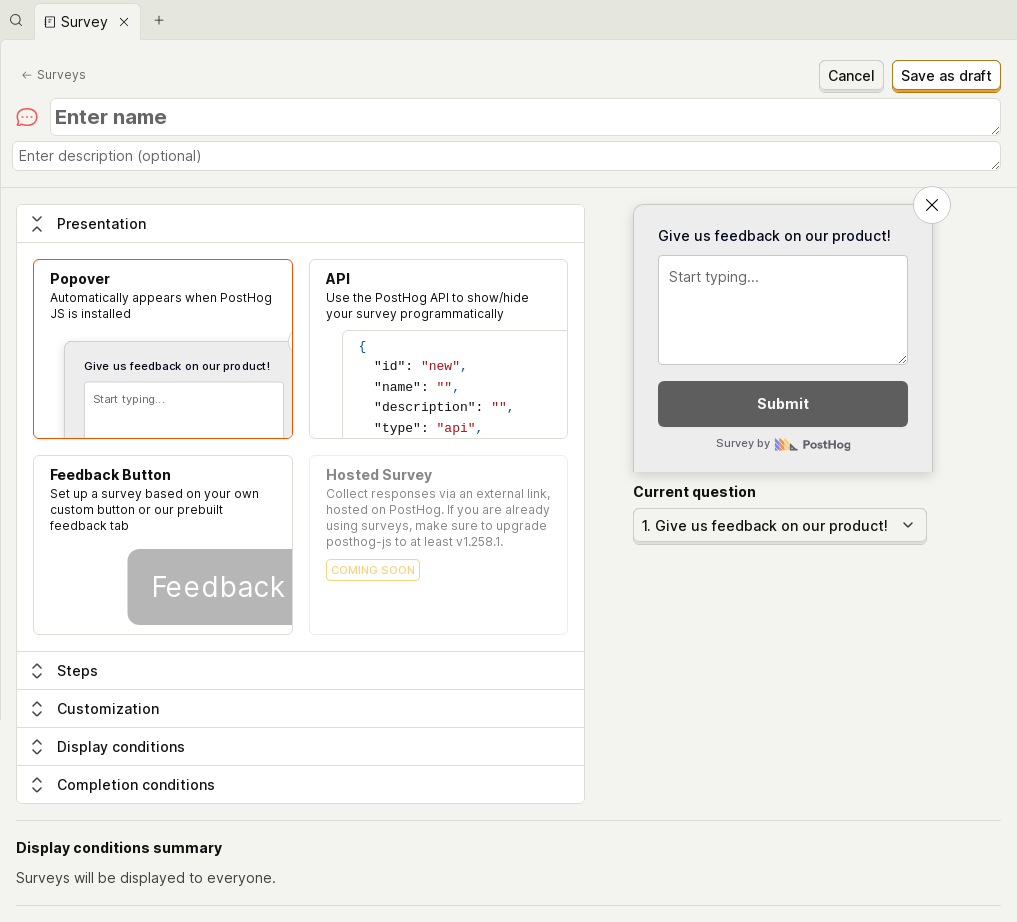 Survey
Surveys
Cancel
Save as draft
Enter name
Enter description (optional)
Presentation
Popover
Automatically appears when PostHog
JS is installed
Give us feedback on our product!
Start typing...
API
Use the PostHog API to show/hide
your survey programmatically
{
"id": "new",
"name": "",
"description": "",
"type": "api",
Feedback Button
Set up a survey based on your own
custom button or our prebuilt
feedback tab
Feedback
Hosted Survey
Collect responses via an external link,
hosted on PostHog. If you are already
using surveys, make sure to upgrade
posthog-js to at least v1.258.1.
COMING SOON
Steps
Customization
Display conditions
Completion conditions
Give us feedback on our product!
Start typing...
Submit
Survey by PostHog
Current question
1. Give us feedback on our product!
Display conditions summary
Surveys will be displayed to everyone.